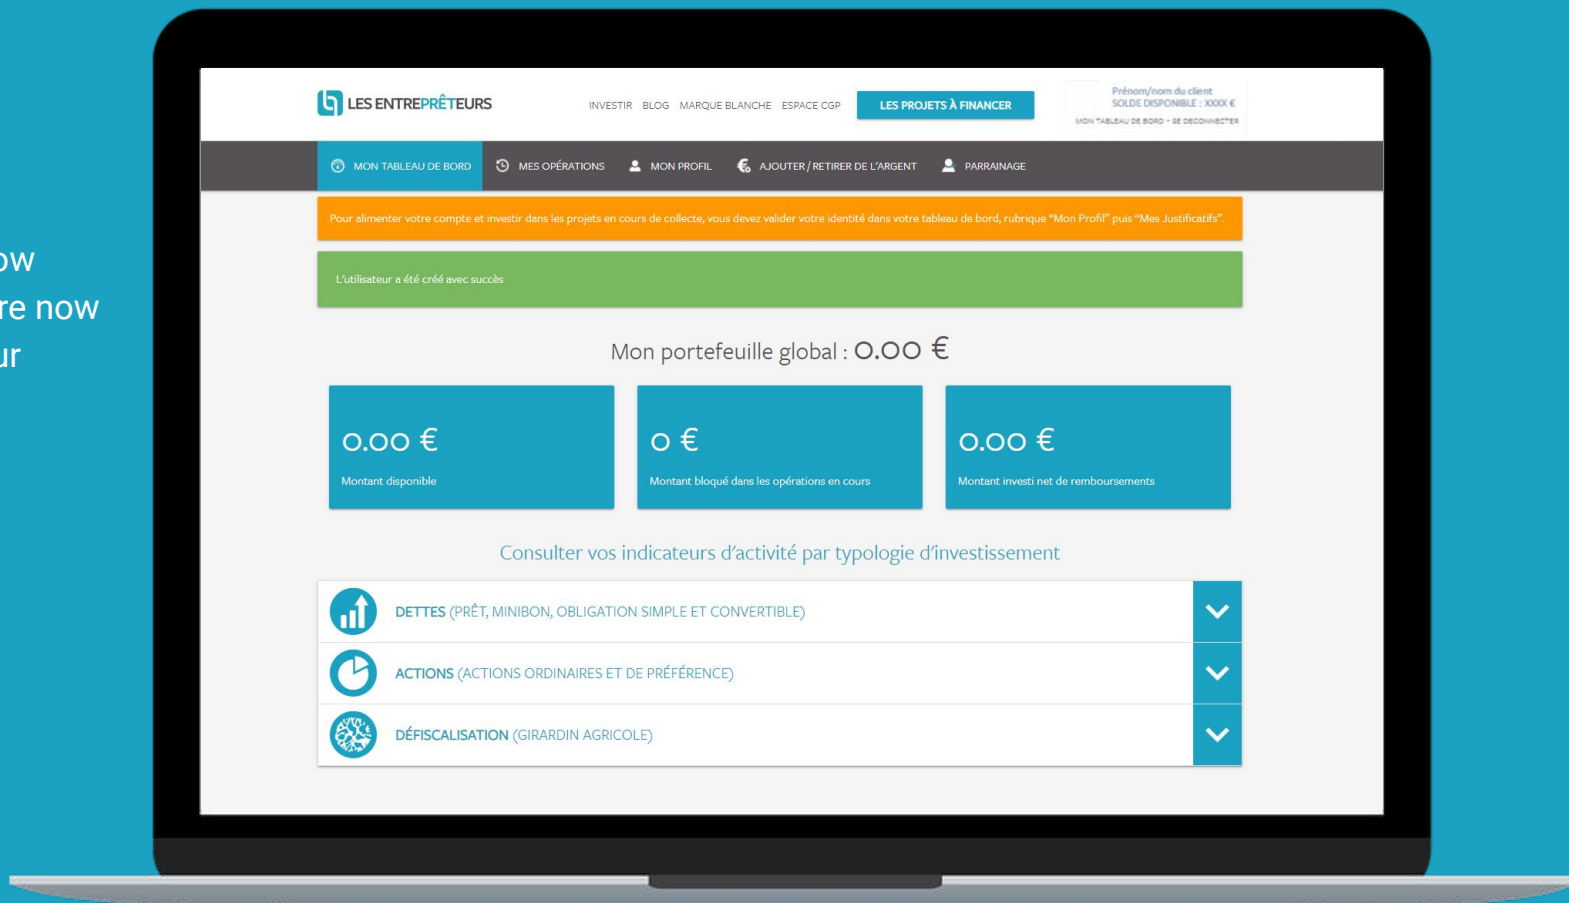 ow
re now
ur
LES ENTREPRÊTEURS
INVESTIR BLOG MARQUE BLANCHE ESPACE CGP LES PROJETS À FINANCER
Prénom/nom du client
SOLDE DISPONIBLE : XXXX €
MON TABLEAU DE BORD - SE DECONNECTER
MON TABLEAU DE BORD MES OPÉRATIONS MON PROFIL AJOUTER / RETIRER DE L'ARGENT PARRAINAGE
Pour alimenter votre compte et investir dans les projets en cours de collecte, vous devez valider votre identité dans votre tableau de bord, rubrique “Mon Profil” puis “Mes Justificatifs”.
L'utilisateur a été créé avec succès
Mon portefeuille global : 0.00 €
0.00 €
Montant disponible
0 €
Montant bloqué dans les opérations en cours
0.00 €
Montant investi net de remboursements
Consulter vos indicateurs d'activité par typologie d'investissement
DETTES (PRÊT, MINIBON, OBLIGATION SIMPLE ET CONVERTIBLE)
ACTIONS (ACTIONS ORDINAIRES ET DE PRÉFÉRENCE)
DÉFISCALISATION (GIRARDIN AGRICOLE)